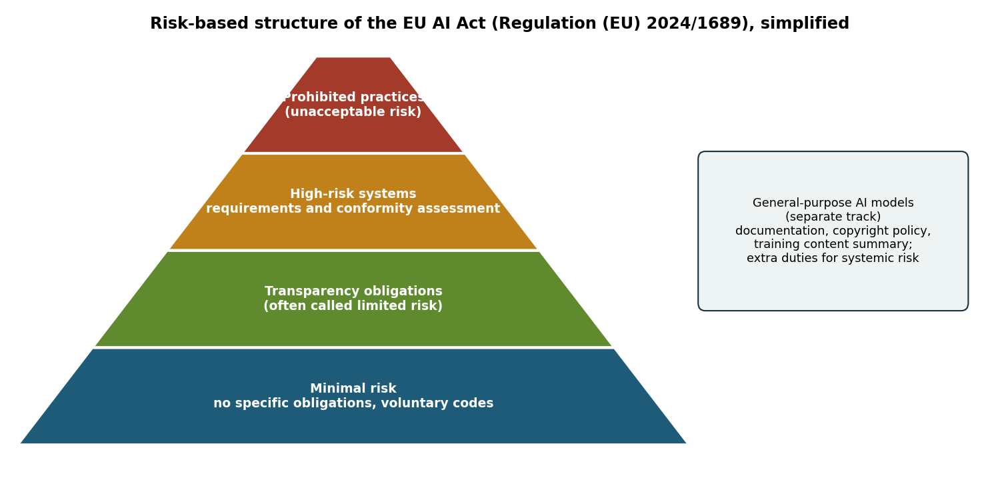 Risk-based structure of the EU AI Act (Regulation (EU) 2024/1689), simplified
Prohibited practices
(unacceptable risk)
High-risk systems
requirements and conformity assessment
Transparency obligations
(often called limited risk)
Minimal risk
no specific obligations, voluntary codes
General-purpose AI models
(separate track)
documentation, copyright policy,
training content summary;
extra duties for systemic risk